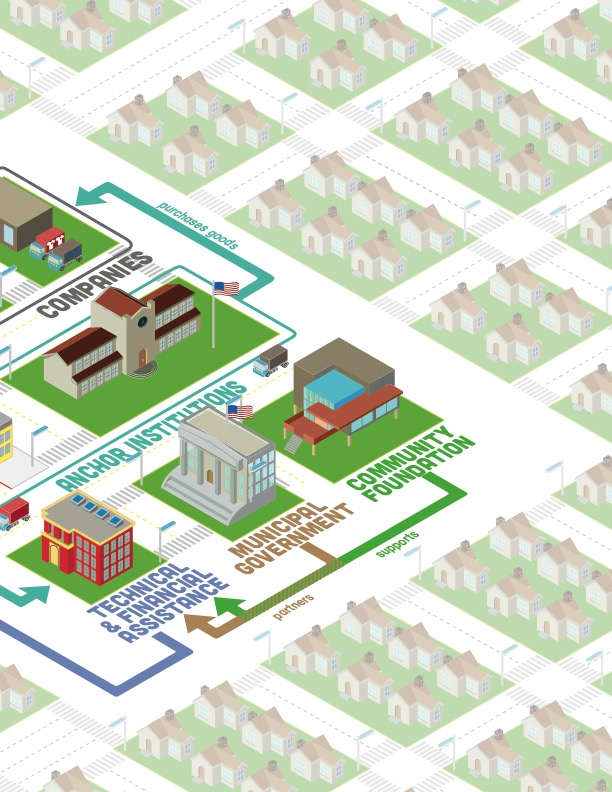 purchases goods
COMPANIES
ANCHOR INSTITUTIONS
COMMUNITY
FOUNDATION
MUNICIPAL
GOVERNMENT
supports
TECHNICAL
& FINANCIAL
ASSISTANCE
partners